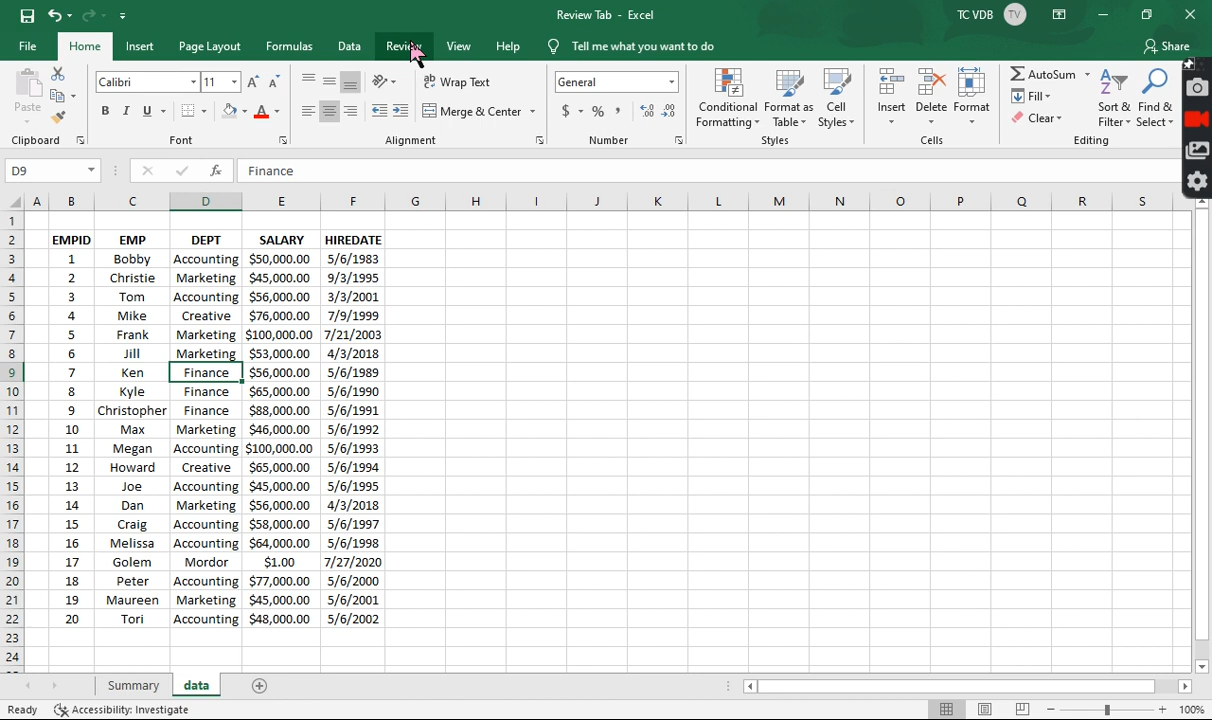 Review Tab - Excel
TC VDB TV
File Home Insert Page Layout Formulas Data Review View Help Tell me what you want to do Share
Paste
Calibri 11
B I U
A A A
ab Wrap Text
Merge & Center
General
$ % ,
Conditional Formatting
Format as Table
Cell Styles
Insert Delete Format
AutoSum
Fill
Clear
Sort & Filter
Find & Select
Clipboard Font Alignment Number Styles Cells Editing
D9 fx Finance
A B C D E F G H I J K L M N O P Q R S
1
2 EMPID EMP DEPT SALARY HIREDATE
3 1 Bobby Accounting $50,000.00 5/6/1983
4 2 Christie Marketing $45,000.00 9/3/1995
5 3 Tom Accounting $56,000.00 3/3/2001
6 4 Mike Creative $76,000.00 7/9/1999
7 5 Frank Marketing $100,000.00 7/21/2003
8 6 Jill Marketing $53,000.00 4/3/2018
9 7 Ken Finance $56,000.00 5/6/1989
10 8 Kyle Finance $65,000.00 5/6/1990
11 9 Christopher Finance $88,000.00 5/6/1991
12 10 Max Marketing $46,000.00 5/6/1992
13 11 Megan Accounting $100,000.00 5/6/1993
14 12 Howard Creative $65,000.00 5/6/1994
15 13 Joe Accounting $45,000.00 5/6/1995
16 14 Dan Marketing $56,000.00 4/3/2018
17 15 Craig Accounting $58,000.00 5/6/1997
18 16 Melissa Accounting $64,000.00 5/6/1998
19 17 Golem Mordor $1.00 7/27/2020
20 18 Peter Accounting $77,000.00 5/6/2000
21 19 Maureen Marketing $45,000.00 5/6/2001
22 20 Tori Accounting $48,000.00 5/6/2002
23
24
Summary data
Ready Accessibility: Investigate 100%